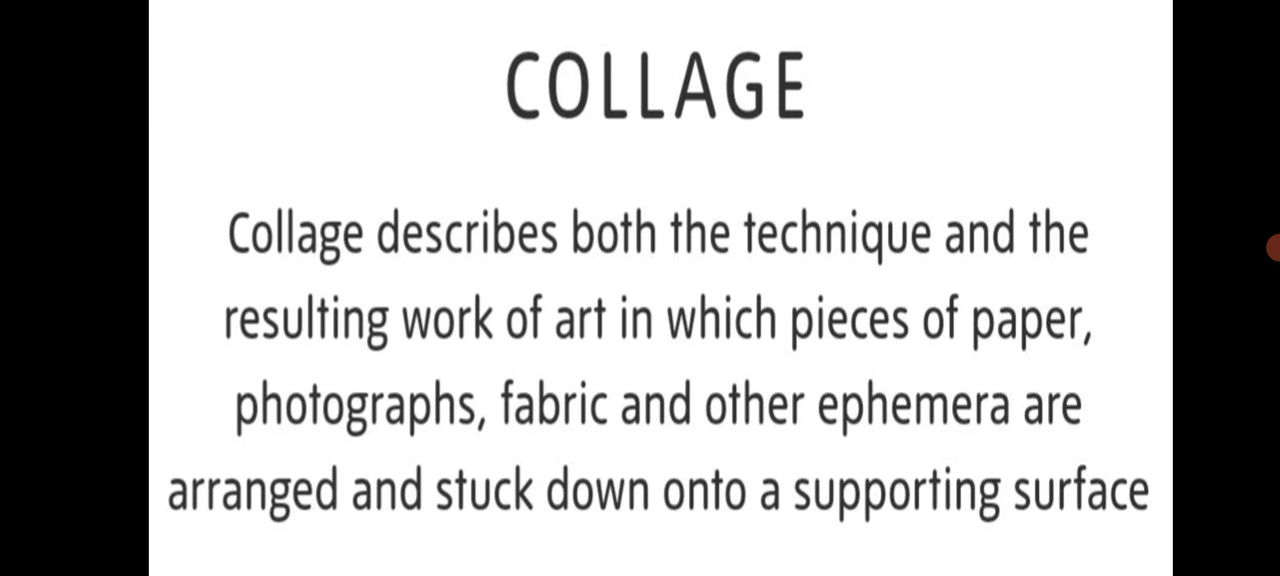 COLLAGE
Collage describes both the technique and the
resulting work of art in which pieces of paper,
photographs, fabric and other ephemera are
arranged and stuck down onto a supporting surface